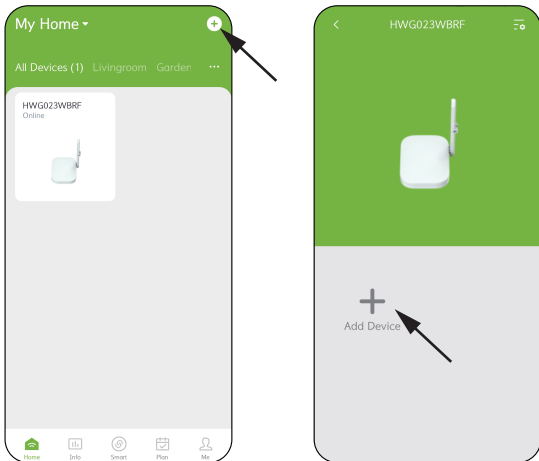 My Home
All Devices (1) Livingroom Garden ...
HWG023WBRF
Online
Home Info Smart Plan Me
HWG023WBRF
Add Device